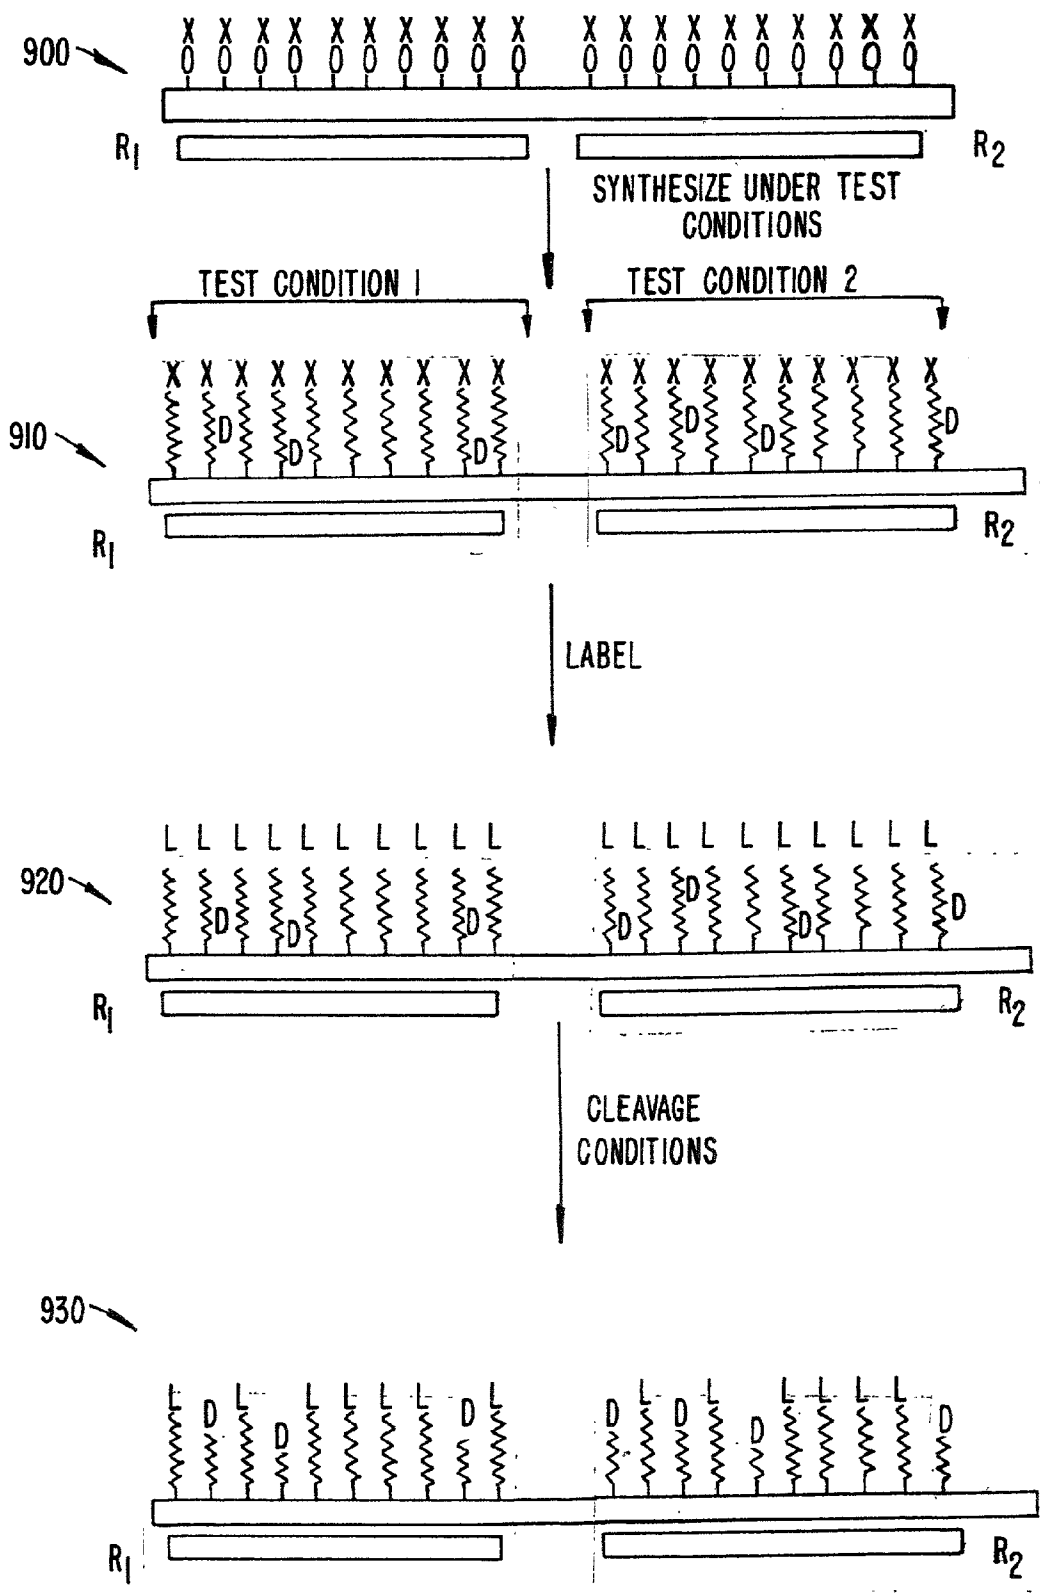 X X X X X X X X X X X X X X X X X X X X
900
O O O O O O O O O O O O O O O O O O O O
R1 R2
SYNTHESIZE UNDER TEST
CONDITIONS
TEST CONDITION 1 TEST CONDITION 2
X X X X X X X X X X X X X X X X X X X X
910
D D D D D D D
R1 R2
LABEL
L L L L L L L L L L L L L L L L L L L L
920
D D D D D D D
R1 R2
CLEAVAGE
CONDITIONS
930
L D L D L L L L D L D L D L D L L L L D
R1 R2